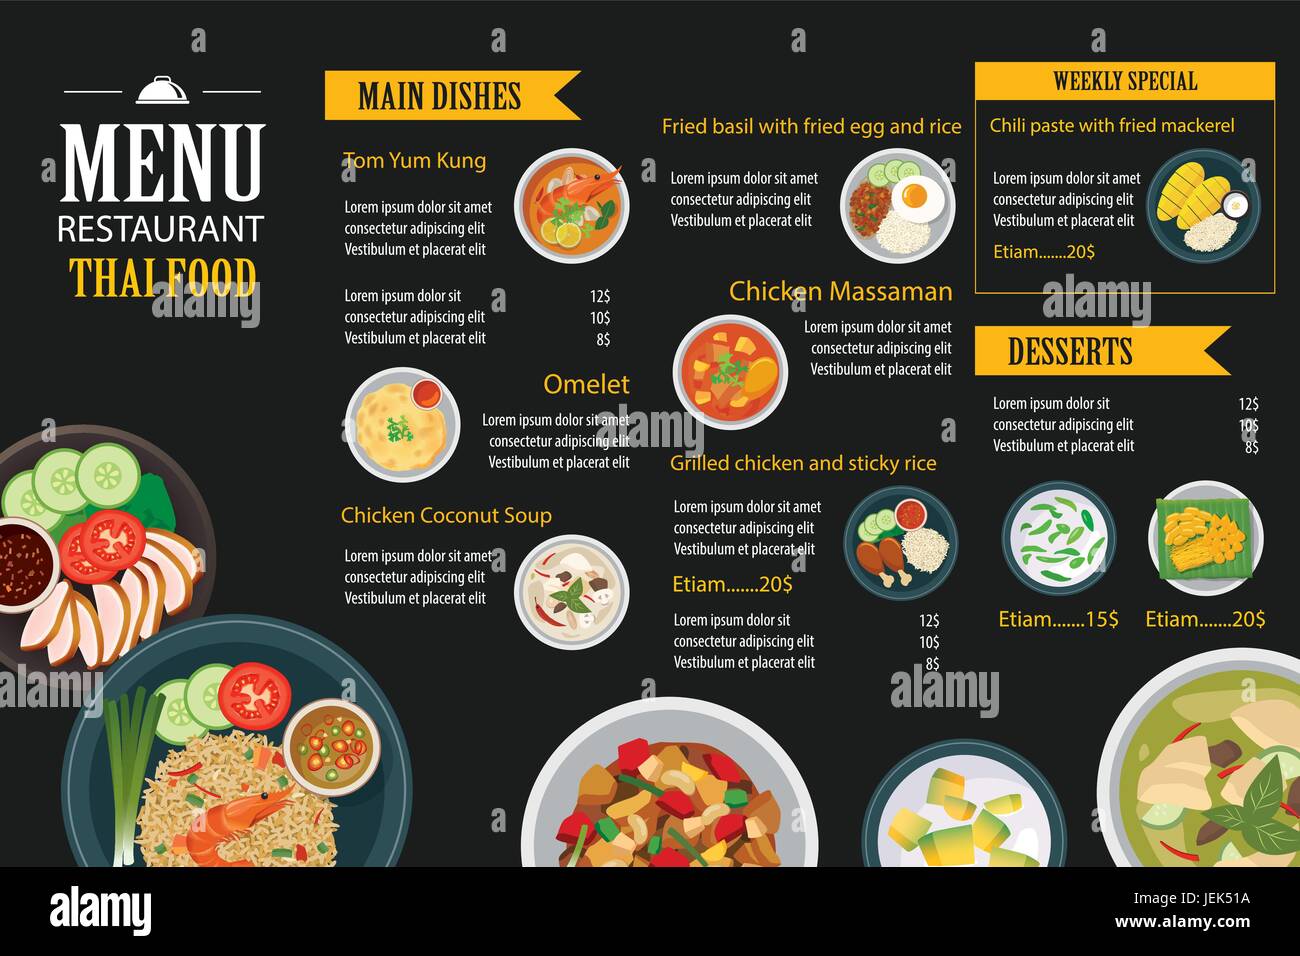 MENU
RESTAURANT
THAI FOOD
MAIN DISHES
Tom Yum Kung
Lorem ipsum dolor sit amet
consectetur adipiscing elit
Vestibulum et placerat elit
Lorem ipsum dolor sit 12$
consectetur adipiscing elit 10$
Vestibulum et placerat elit 8$
Omelet
Lorem ipsum dolor sit amet
consectetur adipiscing elit
Vestibulum et placerat elit
Chicken Coconut Soup
Lorem ipsum dolor sit amet
consectetur adipiscing elit
Vestibulum et placerat elit
Fried basil with fried egg and rice
Lorem ipsum dolor sit amet
consectetur adipiscing elit
Vestibulum et placerat elit
Chicken Massaman
Lorem ipsum dolor sit amet
consectetur adipiscing elit
Vestibulum et placerat elit
Grilled chicken and sticky rice
Lorem ipsum dolor sit amet
consectetur adipiscing elit
Vestibulum et placerat elit
Etiam.......20$
Lorem ipsum dolor sit amet 12$
consectetur adipiscing elit 10$
Vestibulum et placerat elit 8$
WEEKLY SPECIAL
Chili paste with fried mackerel
Lorem ipsum dolor sit amet
consectetur adipiscing elit
Vestibulum et placerat elit
Etiam.......20$
DESSERTS
Lorem ipsum dolor sit 12$
consectetur adipiscing elit 10$
Vestibulum et placerat elit 8$
Etiam.......15$
Etiam.......20$
alamy
Image ID: JEK51A
www.alamy.com